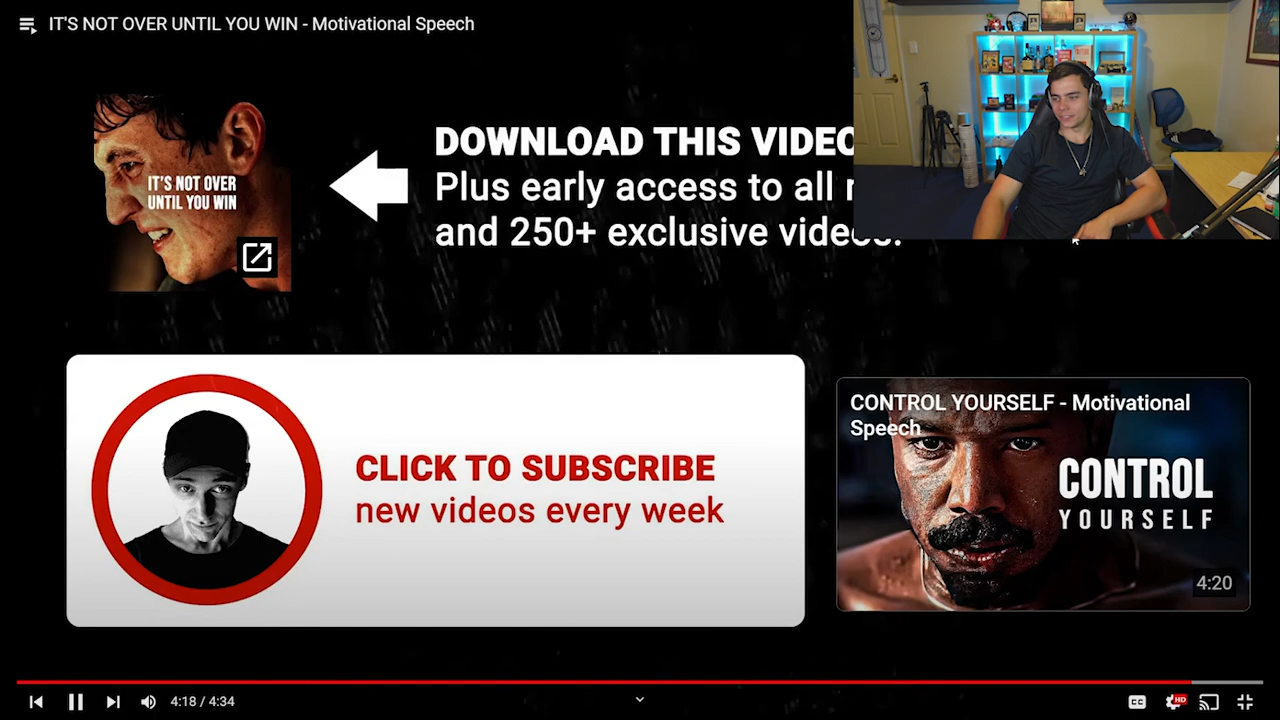 IT'S NOT OVER UNTIL YOU WIN - Motivational Speech
IT'S NOT OVER
UNTIL YOU WIN
DOWNLOAD THIS VIDEO
Plus early access to all
and 250+ exclusive videos.
CLICK TO SUBSCRIBE
new videos every week
CONTROL YOURSELF - Motivational
Speech
CONTROL
YOURSELF
4:20
4:18 / 4:34
CC
HD